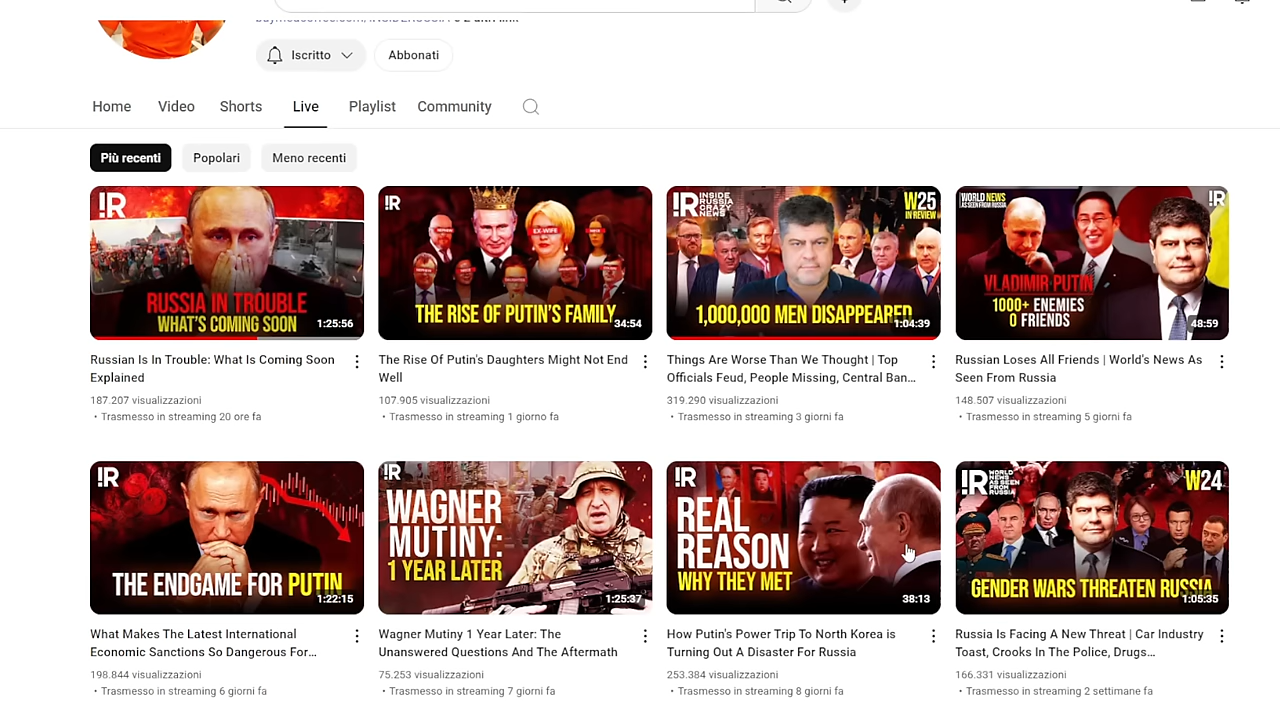 Iscritto
Abbonati
Home Video Shorts Live Playlist Community
Più recenti Popolari Meno recenti
!R
RUSSIA IN TROUBLE
WHAT'S COMING SOON
1:25:56
!R
EX-WIFE
THE RISE OF PUTIN'S FAMILY
34:54
!R INSIDE
RUSSIA
CRAZY
NEWS
W25
IN REVIEW
1,000,000 MEN DISAPPEARED
1:04:39
WORLD NEWS
AS SEEN FROM RUSSIA
!R
VLADIMIR PUTIN
1000+ ENEMIES
0 FRIENDS
48:59
Russian Is In Trouble: What Is Coming Soon
Explained
187.207 visualizzazioni
• Trasmesso in streaming 20 ore fa
The Rise Of Putin's Daughters Might Not End
Well
107.905 visualizzazioni
• Trasmesso in streaming 1 giorno fa
Things Are Worse Than We Thought | Top
Officials Feud, People Missing, Central Ban...
319.290 visualizzazioni
• Trasmesso in streaming 3 giorni fa
Russian Loses All Friends | World's News As
Seen From Russia
148.507 visualizzazioni
• Trasmesso in streaming 5 giorni fa
!R
THE ENDGAME FOR PUTIN
1:22:15
!R
WAGNER
MUTINY:
1 YEAR LATER
1:25:37
!R
REAL
REASON
WHY THEY MET
38:13
!R WORLD
NEWS
AS SEEN
FROM
RUSSIA
W24
GENDER WARS THREATEN RUSSIA
1:05:35
What Makes The Latest International
Economic Sanctions So Dangerous For...
198.844 visualizzazioni
• Trasmesso in streaming 6 giorni fa
Wagner Mutiny 1 Year Later: The
Unanswered Questions And The Aftermath
75.253 visualizzazioni
• Trasmesso in streaming 7 giorni fa
How Putin's Power Trip To North Korea is
Turning Out A Disaster For Russia
253.384 visualizzazioni
• Trasmesso in streaming 8 giorni fa
Russia Is Facing A New Threat | Car Industry
Toast, Crooks In The Police, Drugs...
166.331 visualizzazioni
• Trasmesso in streaming 2 settimane fa